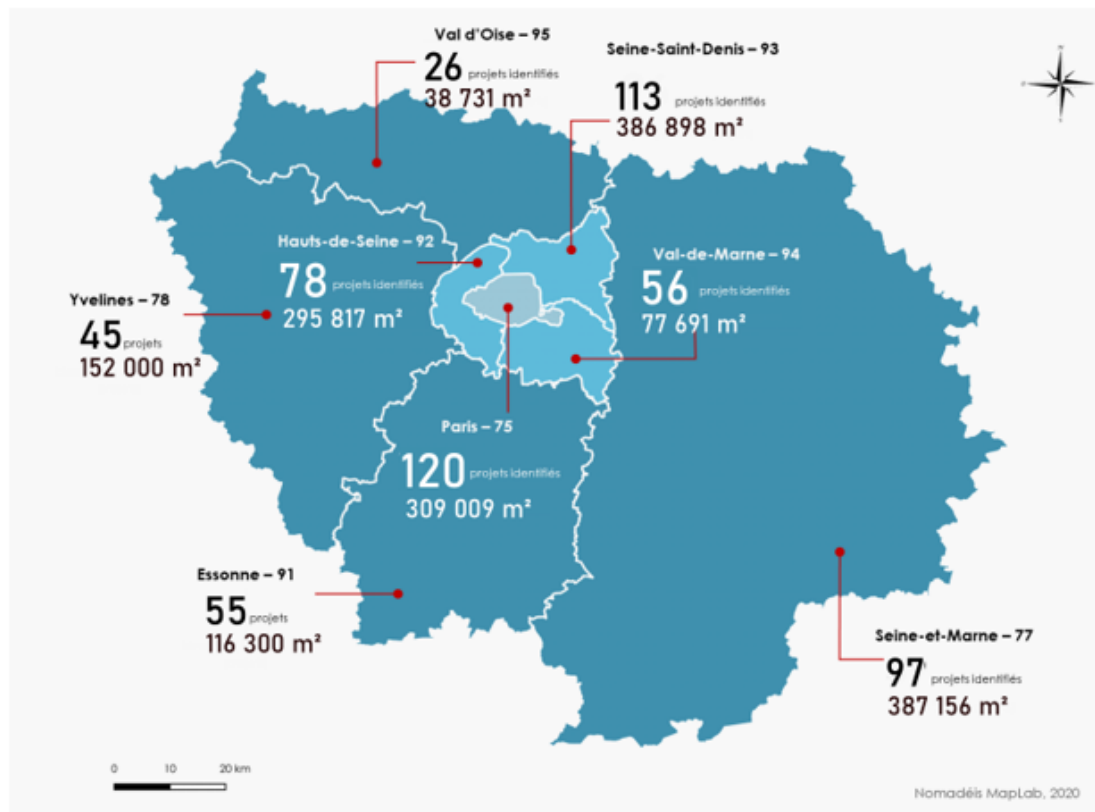 Val d'Oise – 95
26 projets identifiés
38 731 m²
Seine-Saint-Denis – 93
113 projets identifiés
386 898 m²
Hauts-de-Seine – 92
78 projets identifiés
295 817 m²
Val-de-Marne – 94
56 projets identifiés
77 691 m²
Yvelines – 78
45 projets
152 000 m²
Paris – 75
120 projets identifiés
309 009 m²
Essonne – 91
55 projets
116 300 m²
Seine-et-Marne – 77
97 projets identifiés
387 156 m²
0 10 20 km
Nomadéis MapLab, 2020